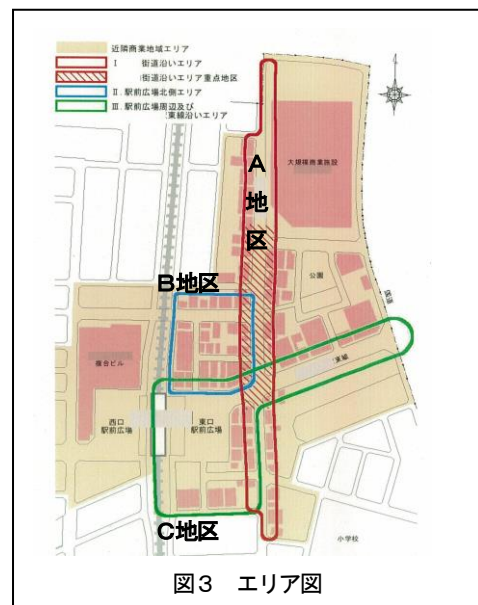 近隣商業地域エリア
Ⅰ 街道沿いエリア
街道沿いエリア重点地区
Ⅱ.駅前広場北側エリア
Ⅲ.駅前広場周辺及び
東線沿いエリア
A地区
大規模商業施設
B地区
公園
国道
東線
複合ビル
西口
駅前広場
東口
駅前広場
C地区
小学校
図3 エリア図